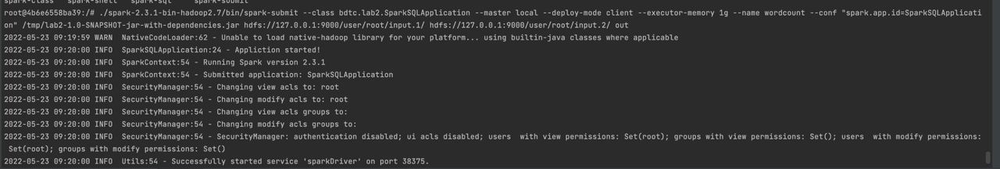 spark-class   spark-shell   spark-sql     spark-submit
root@4b6e6558ba39:/# ./spark-2.3.1-bin-hadoop2.7/bin/spark-submit --class bdtc.lab2.SparkSQLApplication --master local --deploy-mode client --executor-memory 1g --name wordcount --conf "spark.app.id=SparkSQLApplicati
on" /tmp/lab2-1.0-SNAPSHOT-jar-with-dependencies.jar hdfs://127.0.0.1:9000/user/root/input.1/ hdfs://127.0.0.1:9000/user/root/input.2/ out
2022-05-23 09:19:59 WARN  NativeCodeLoader:62 - Unable to load native-hadoop library for your platform... using builtin-java classes where applicable
2022-05-23 09:20:00 INFO  SparkSQLApplication:24 - Appliction started!
2022-05-23 09:20:00 INFO  SparkContext:54 - Running Spark version 2.3.1
2022-05-23 09:20:00 INFO  SparkContext:54 - Submitted application: SparkSQLApplication
2022-05-23 09:20:00 INFO  SecurityManager:54 - Changing view acls to: root
2022-05-23 09:20:00 INFO  SecurityManager:54 - Changing modify acls to: root
2022-05-23 09:20:00 INFO  SecurityManager:54 - Changing view acls groups to:
2022-05-23 09:20:00 INFO  SecurityManager:54 - Changing modify acls groups to:
2022-05-23 09:20:00 INFO  SecurityManager:54 - SecurityManager: authentication disabled; ui acls disabled; users  with view permissions: Set(root); groups with view permissions: Set(); users  with modify permissions:
 Set(root); groups with modify permissions: Set()
2022-05-23 09:20:00 INFO  Utils:54 - Successfully started service 'sparkDriver' on port 38375.